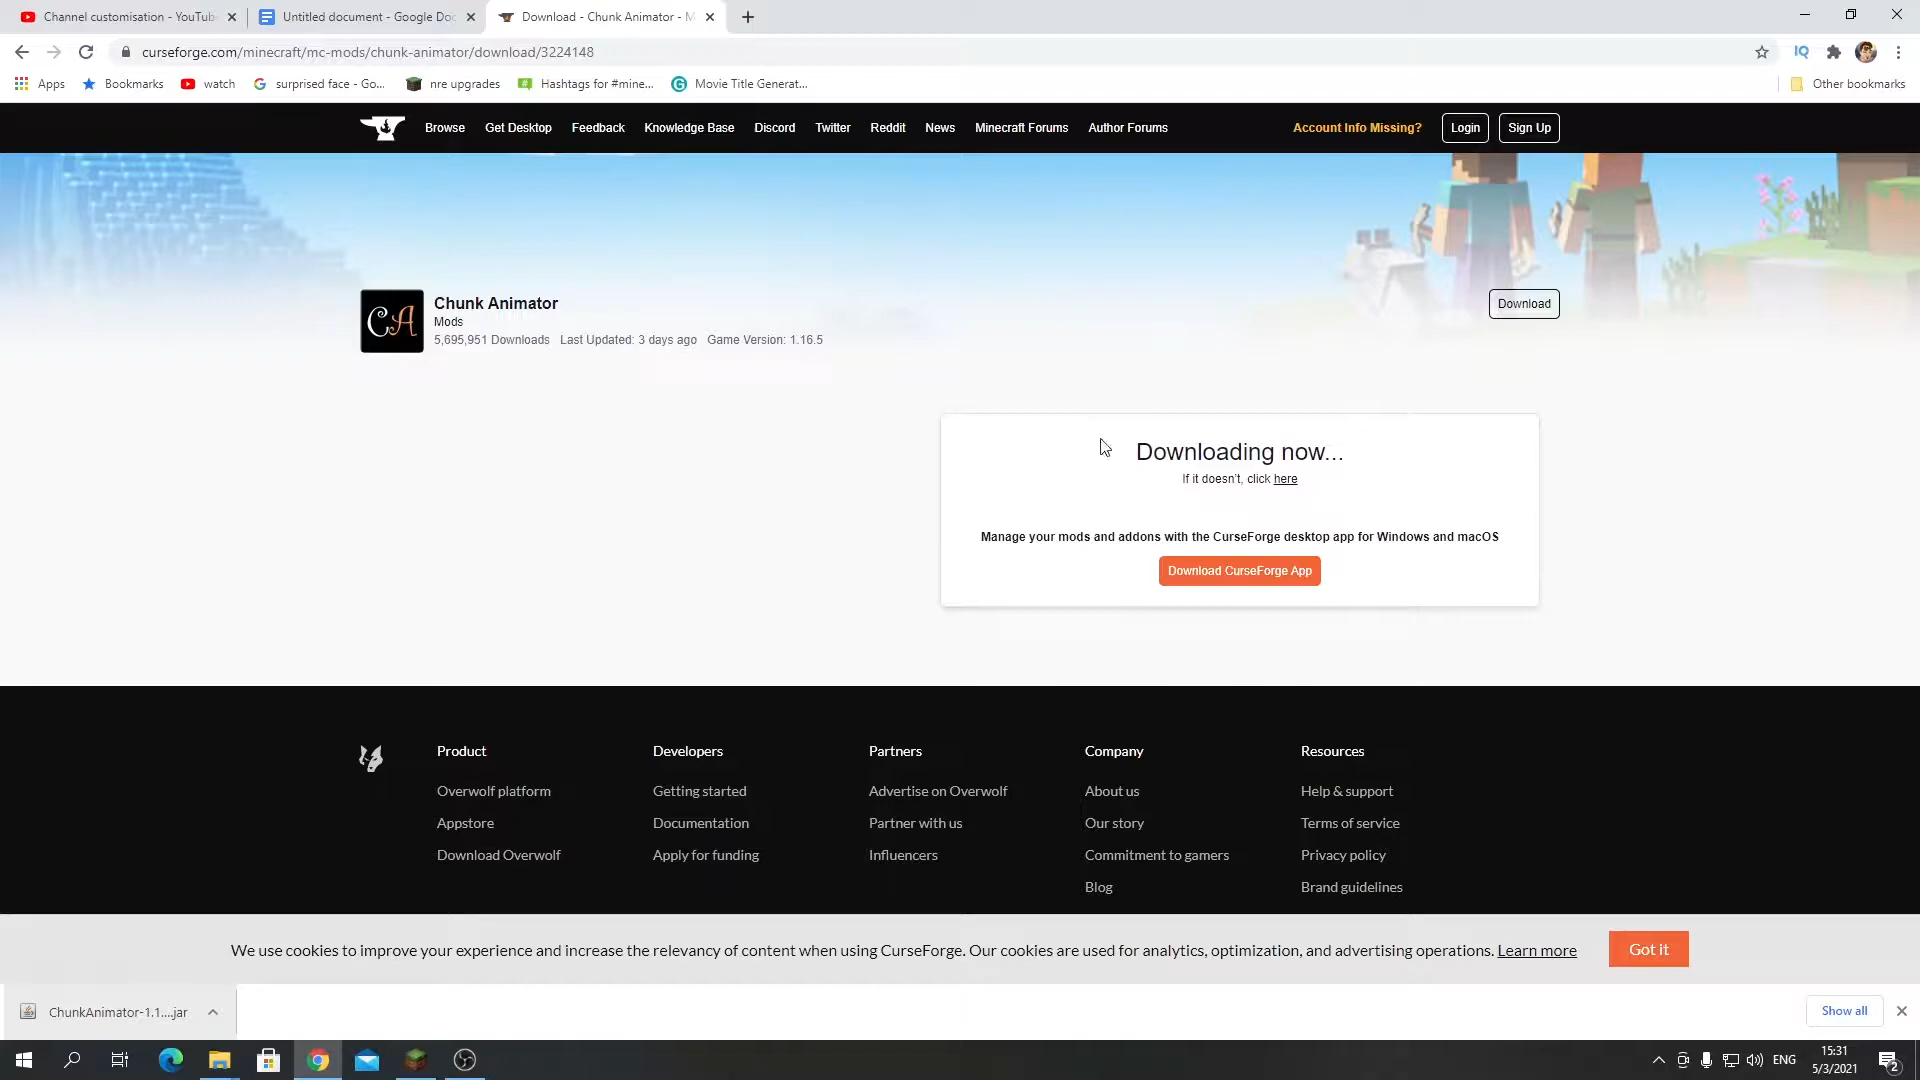 Channel customisation - YouTub
Untitled document - Google Doc
Download - Chunk Animator - M
curseforge.com/minecraft/mc-mods/chunk-animator/download/3224148
IQ
Apps
Bookmarks
watch
surprised face - Go...
nre upgrades
Hashtags for #mine...
Movie Title Generat...
Other bookmarks
Browse
Get Desktop
Feedback
Knowledge Base
Discord
Twitter
Reddit
News
Minecraft Forums
Author Forums
Account Info Missing?
Login
Sign Up
CA
Chunk Animator
Mods
5,695,951 Downloads Last Updated: 3 days ago Game Version: 1.16.5
Download
Downloading now...
If it doesn't, click here
Manage your mods and addons with the CurseForge desktop app for Windows and macOS
Download CurseForge App
Product
Overwolf platform
Appstore
Download Overwolf
Developers
Getting started
Documentation
Apply for funding
Partners
Advertise on Overwolf
Partner with us
Influencers
Company
About us
Our story
Commitment to gamers
Blog
Resources
Help & support
Terms of service
Privacy policy
Brand guidelines
We use cookies to improve your experience and increase the relevancy of content when using CurseForge. Our cookies are used for analytics, optimization, and advertising operations. Learn more
Got it
ChunkAnimator-1.1....jar
Show all
ENG
15:31
5/3/2021
2